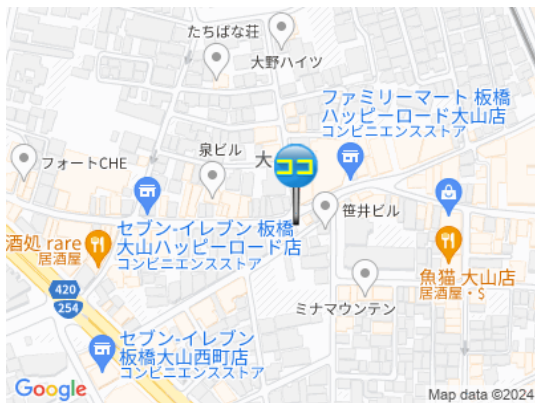 たちばな荘
大野ハイツ
ファミリーマート 板橋
ハッピーロード大山店
コンビニエンスストア
泉ビル
大
ココ
フォートCHE
笹井ビル
セブン-イレブン 板橋
大山ハッピーロード店
コンビニエンスストア
酒処 rare
居酒屋
魚猫 大山店
居酒屋・S
420
254
ミナマウンテン
セブン-イレブン
板橋大山西町店
コンビニエンスストア
Google
Map data ©2024